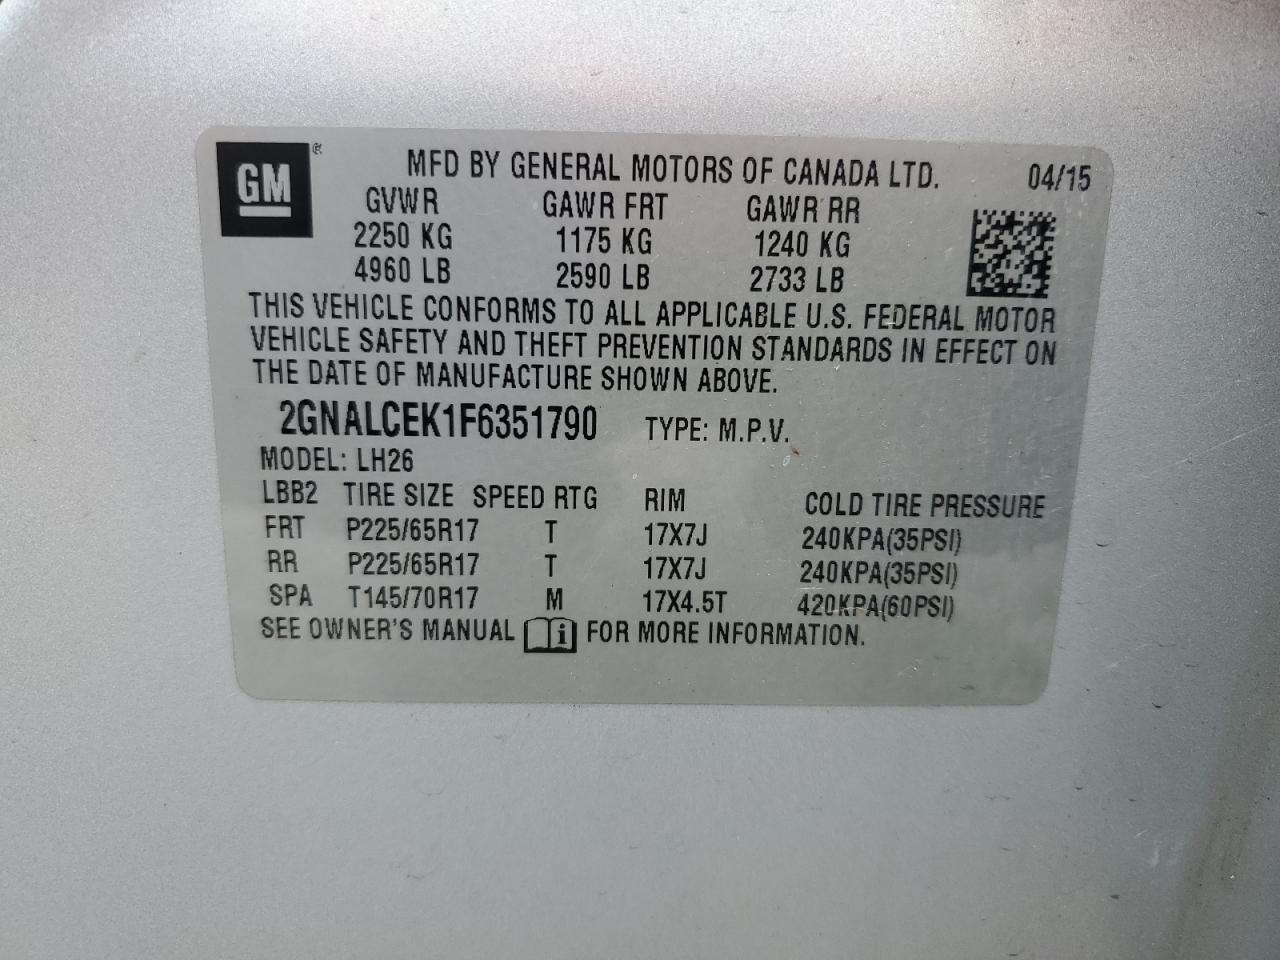 GM ®
MFD BY GENERAL MOTORS OF CANADA LTD. 04/15
GVWR GAWR FRT GAWR RR
2250 KG 1175 KG 1240 KG
4960 LB 2590 LB 2733 LB
THIS VEHICLE CONFORMS TO ALL APPLICABLE U.S. FEDERAL MOTOR
VEHICLE SAFETY AND THEFT PREVENTION STANDARDS IN EFFECT ON
THE DATE OF MANUFACTURE SHOWN ABOVE.
2GNALCEK1F6351790 TYPE: M.P.V.
MODEL: LH26
LBB2 TIRE SIZE SPEED RTG RIM COLD TIRE PRESSURE
FRT P225/65R17 T 17X7J 240KPA(35PSI)
RR P225/65R17 T 17X7J 240KPA(35PSI)
SPA T145/70R17 M 17X4.5T 420KPA(60PSI)
SEE OWNER'S MANUAL i FOR MORE INFORMATION.